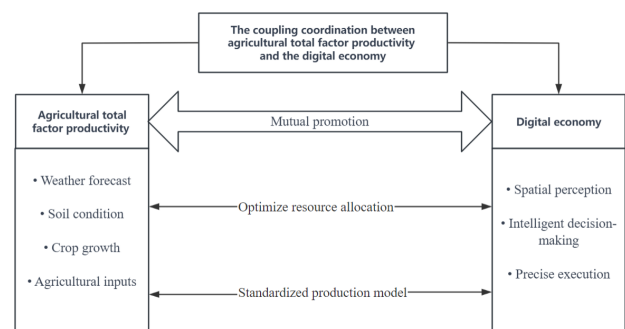 The coupling coordination between
agricultural total factor productivity
and the digital economy
Agricultural total
factor productivity
Mutual promotion
Digital economy
• Weather forecast
• Soil condition
• Crop growth
• Agricultural inputs
Optimize resource allocation
Standardized production model
• Spatial perception
• Intelligent decision-
making
• Precise execution